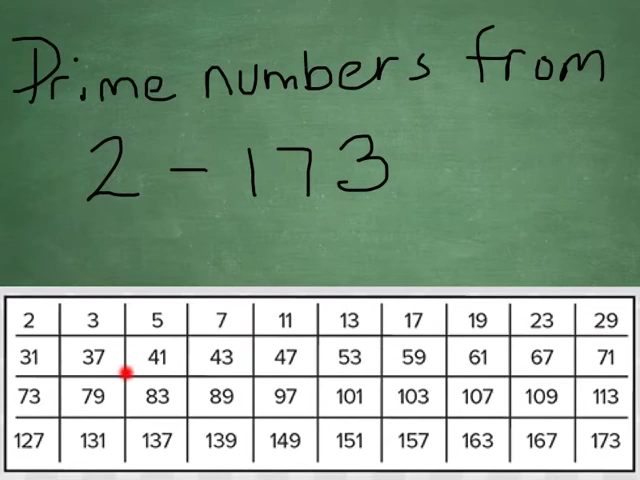 Prime numbers from
2 - 173
2 3 5 7 11 13 17 19 23 29
31 37 41 43 47 53 59 61 67 71
73 79 83 89 97 101 103 107 109 113
127 131 137 139 149 151 157 163 167 173